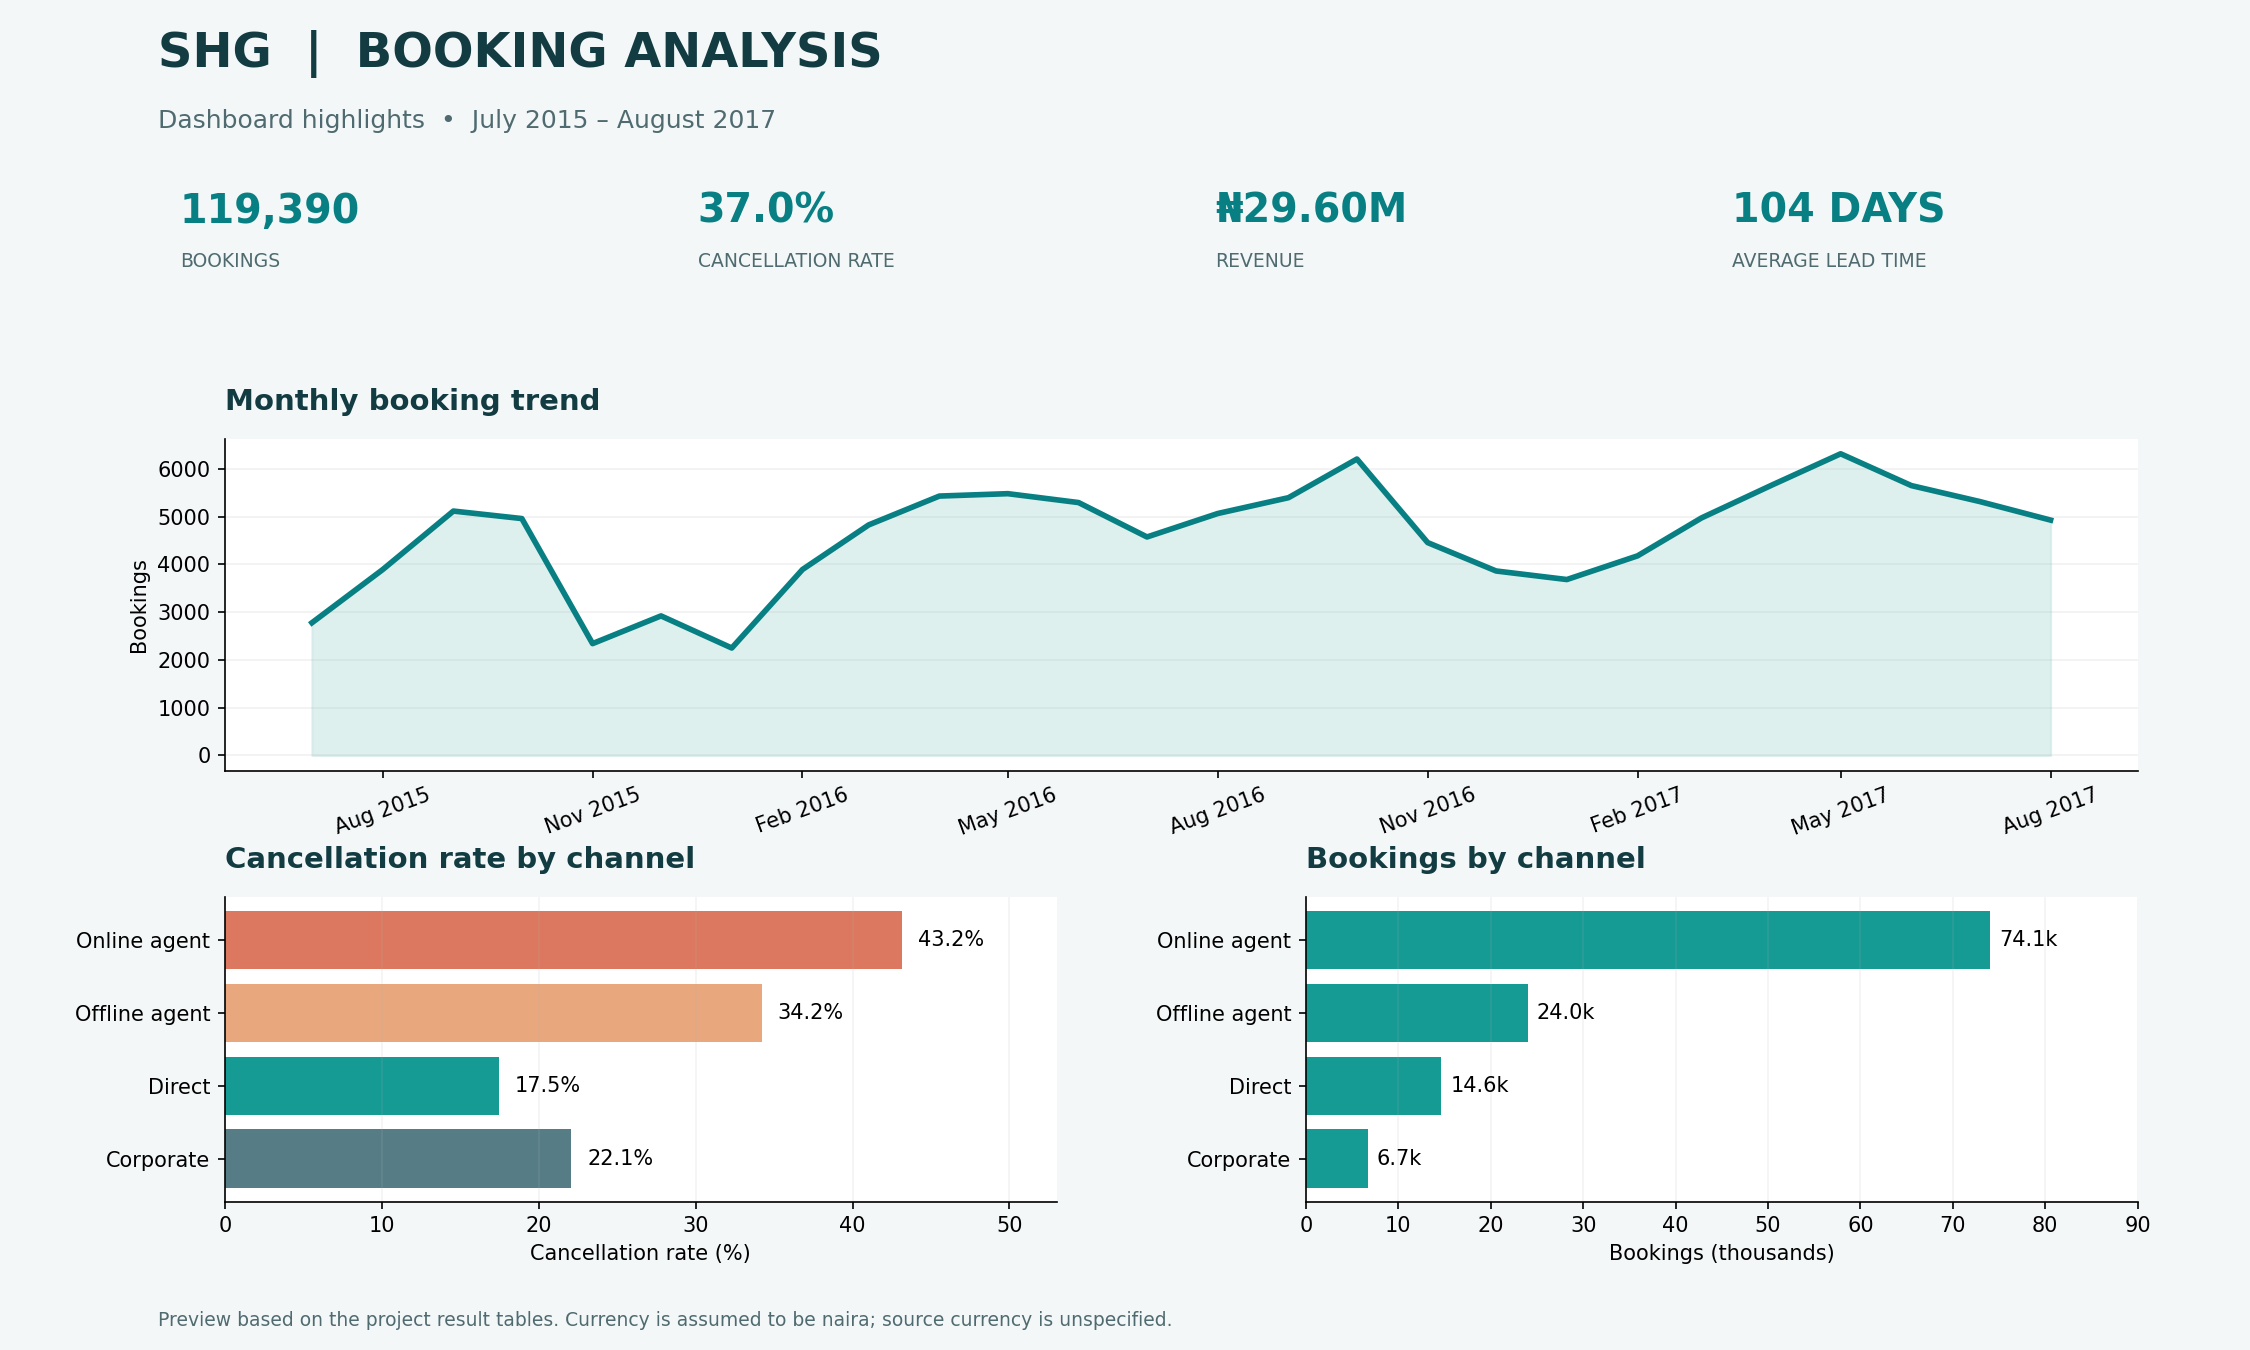 SHG | BOOKING ANALYSIS
Dashboard highlights • July 2015 – August 2017
119,390
BOOKINGS
37.0%
CANCELLATION RATE
₦29.60M
REVENUE
104 DAYS
AVERAGE LEAD TIME
Monthly booking trend
Bookings
6000
5000
4000
3000
2000
1000
0
Aug 2015
Nov 2015
Feb 2016
May 2016
Aug 2016
Nov 2016
Feb 2017
May 2017
Aug 2017
Cancellation rate by channel
Online agent
43.2%
Offline agent
34.2%
Direct
17.5%
Corporate
22.1%
0
10
20
30
40
50
Cancellation rate (%)
Bookings by channel
Online agent
74.1k
Offline agent
24.0k
Direct
14.6k
Corporate
6.7k
0
10
20
30
40
50
60
70
80
90
Bookings (thousands)
Preview based on the project result tables. Currency is assumed to be naira; source currency is unspecified.